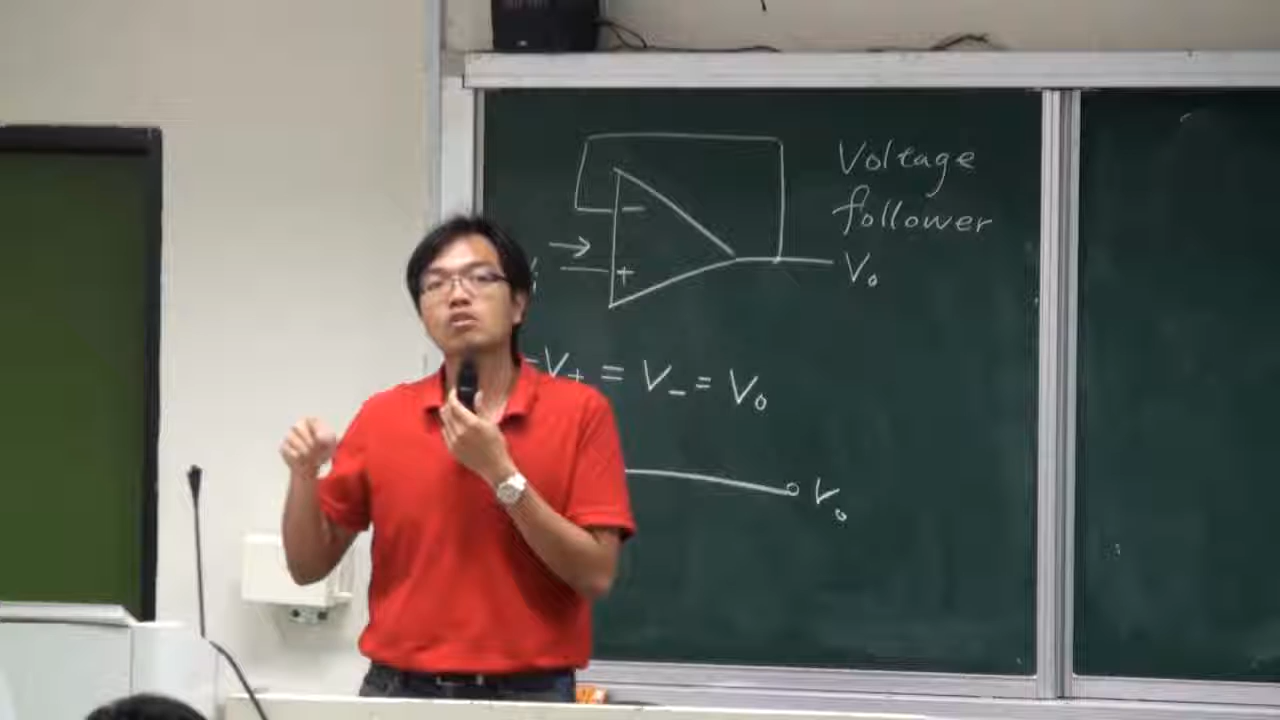 Voltage
follower
−
+
V₀
=V₊ = V₋ = V₀
V₀